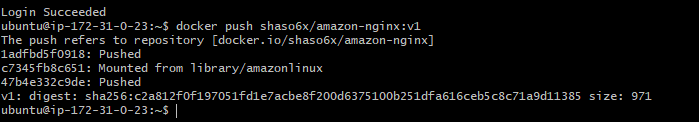 Login Succeeded
ubuntu@ip-172-31-0-23:~$ docker push shaso6x/amazon-nginx:v1
The push refers to repository [docker.io/shaso6x/amazon-nginx]
1adfbd5f0918: Pushed
c7345fb8c651: Mounted from library/amazonlinux
47b4e332c9de: Pushed
v1: digest: sha256:c2a812f0f197051fd1e7acbe8f200d6375100b251dfa616ceb5c8c71a9d11385 size: 971
ubuntu@ip-172-31-0-23:~$